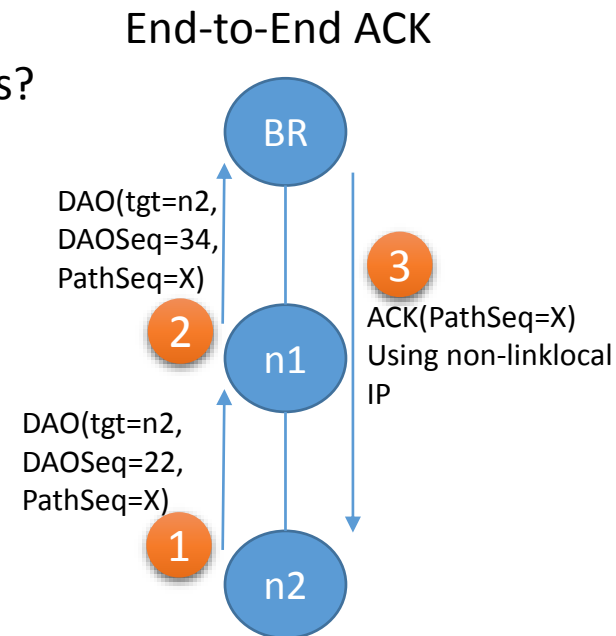 End-to-End ACK
s?
BR
DAO(tgt=n2,
DAOSeq=34,
PathSeq=X)
3
ACK(PathSeq=X)
Using non-linklocal
IP
2
n1
DAO(tgt=n2,
DAOSeq=22,
PathSeq=X)
1
n2